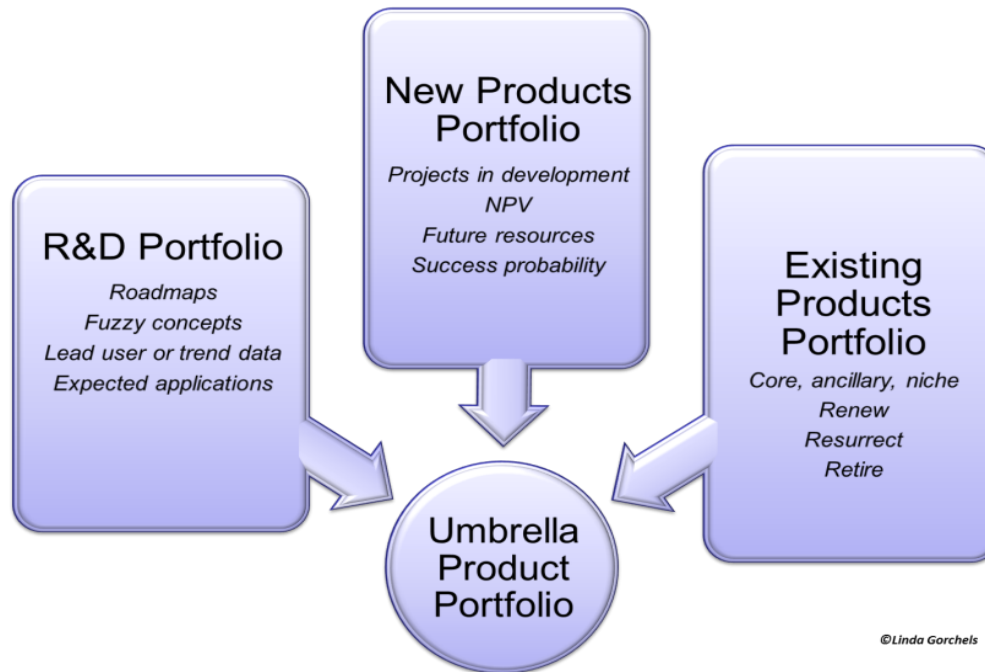 R&D Portfolio
Roadmaps
Fuzzy concepts
Lead user or trend data
Expected applications
New Products
Portfolio
Projects in development
NPV
Future resources
Success probability
Existing
Products
Portfolio
Core, ancillary, niche
Renew
Resurrect
Retire
Umbrella
Product
Portfolio
©Linda Gorchels